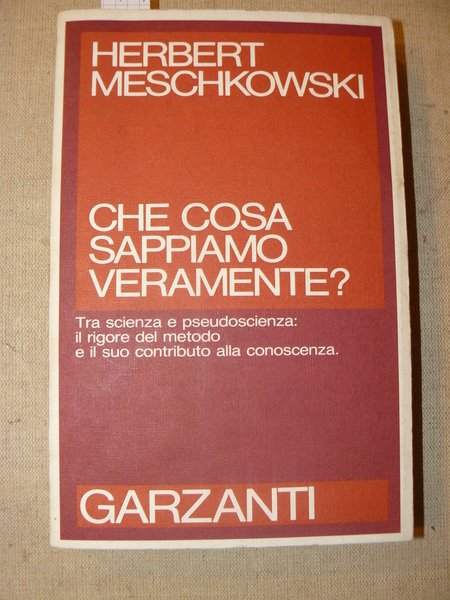 HERBERT
MESCHKOWSKI
CHE COSA
SAPPIAMO
VERAMENTE?
Tra scienza e pseudoscienza:
il rigore del metodo
e il suo contributo alla conoscenza.
GARZANTI